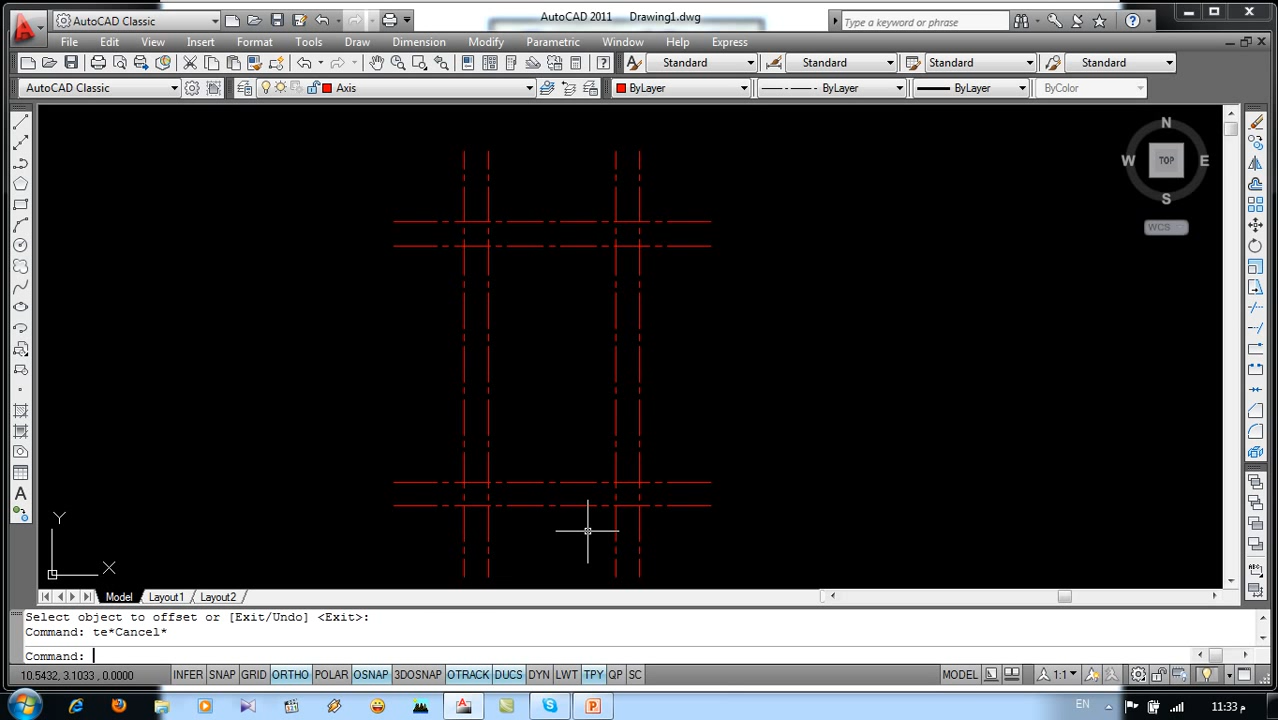 AutoCAD Classic
AutoCAD 2011 Drawing1.dwg
Type a keyword or phrase
File Edit View Insert Format Tools Draw Dimension Modify Parametric Window Help Express
Standard Standard Standard Standard
AutoCAD Classic Axis ByLayer ByLayer ByLayer ByColor
N
W TOP E
S
WCS
A
Y
X
Model Layout1 Layout2
Select object to offset or [Exit/Undo] <Exit>:
Command: te*Cancel*
Command:
10.5432, 3.1033 , 0.0000 INFER SNAP GRID ORTHO POLAR OSNAP 3DOSNAP OTRACK DUCS DYN LWT TPY QP SC MODEL 1:1
EN 11:33 م